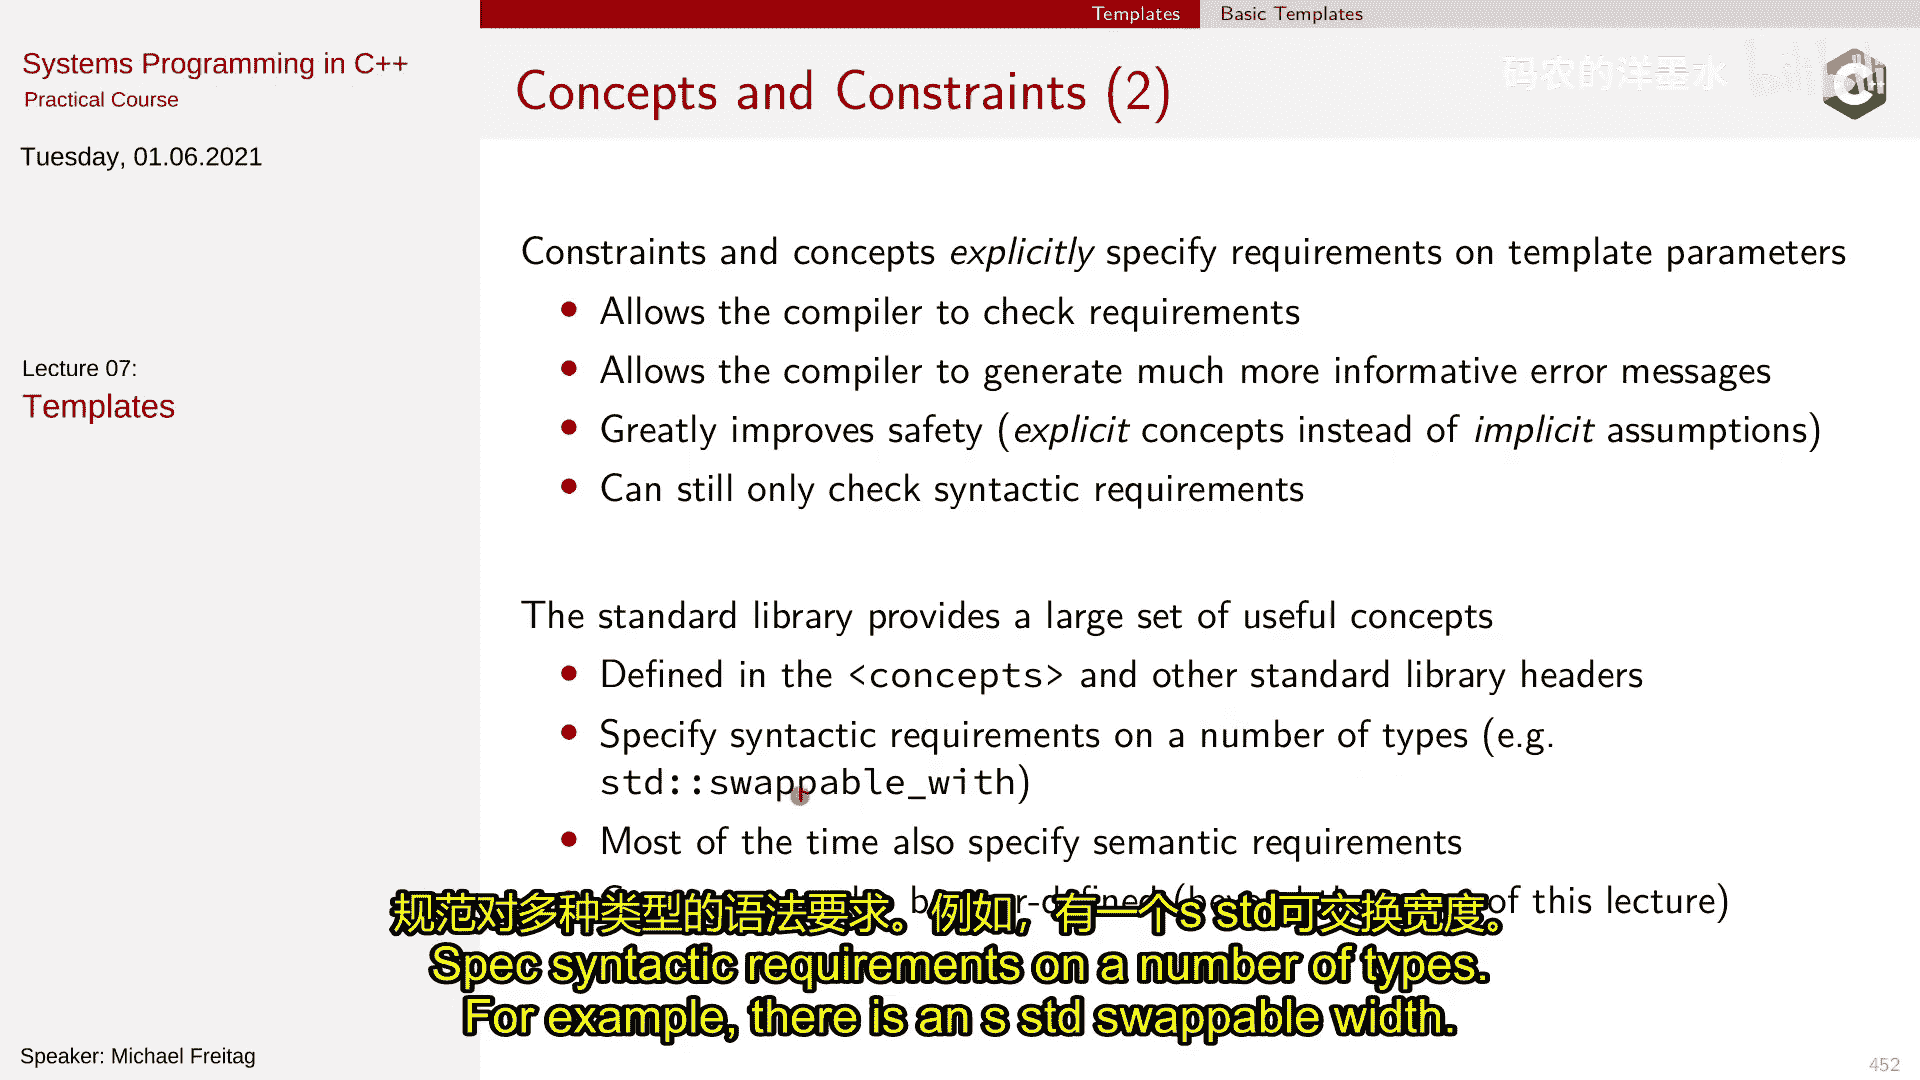 Templates Basic Templates
Systems Programming in C++
Practical Course
Tuesday, 01.06.2021
Lecture 07:
Templates
Concepts and Constraints (2)
码农的洋墨水
Constraints and concepts explicitly specify requirements on template parameters
Allows the compiler to check requirements
Allows the compiler to generate much more informative error messages
Greatly improves safety (explicit concepts instead of implicit assumptions)
Can still only check syntactic requirements
The standard library provides a large set of useful concepts
Defined in the <concepts> and other standard library headers
Specify syntactic requirements on a number of types (e.g.
std::swappable_with)
Most of the time also specify semantic requirements
of this lecture)
规范对多种类型的语法要求。例如，有一个s std可交换宽度。
Spec syntactic requirements on a number of types.
For example, there is an s std swappable width.
Speaker: Michael Freitag
452